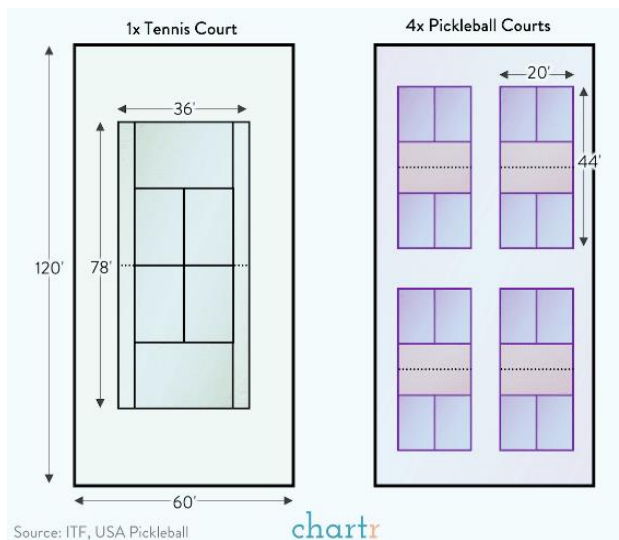 1x Tennis Court
4x Pickleball Courts
36'
20'
44'
120'
78'
60'
Source: ITF, USA Pickleball
chartr